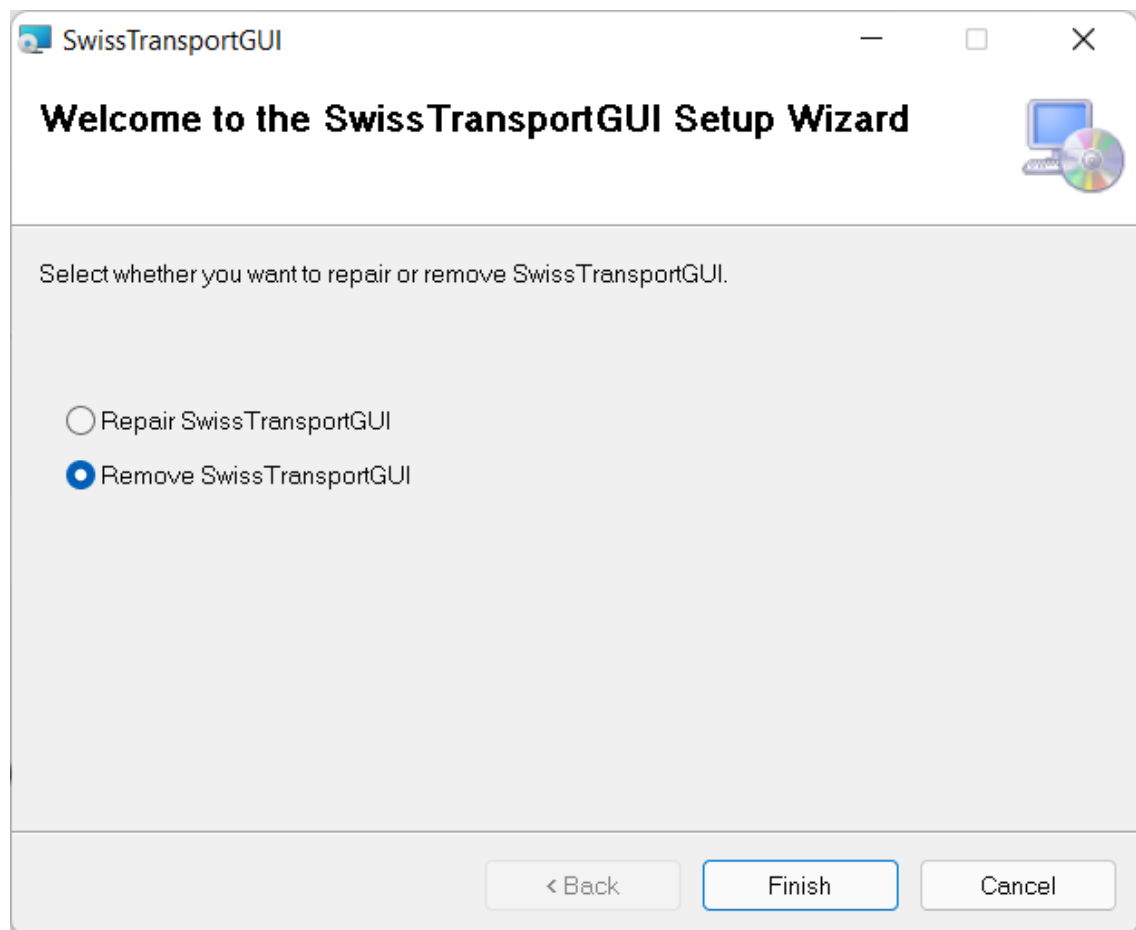 SwissTransportGUI
Welcome to the SwissTransportGUI Setup Wizard
Select whether you want to repair or remove SwissTransportGUI.
Repair SwissTransportGUI
Remove SwissTransportGUI
< Back Finish Cancel